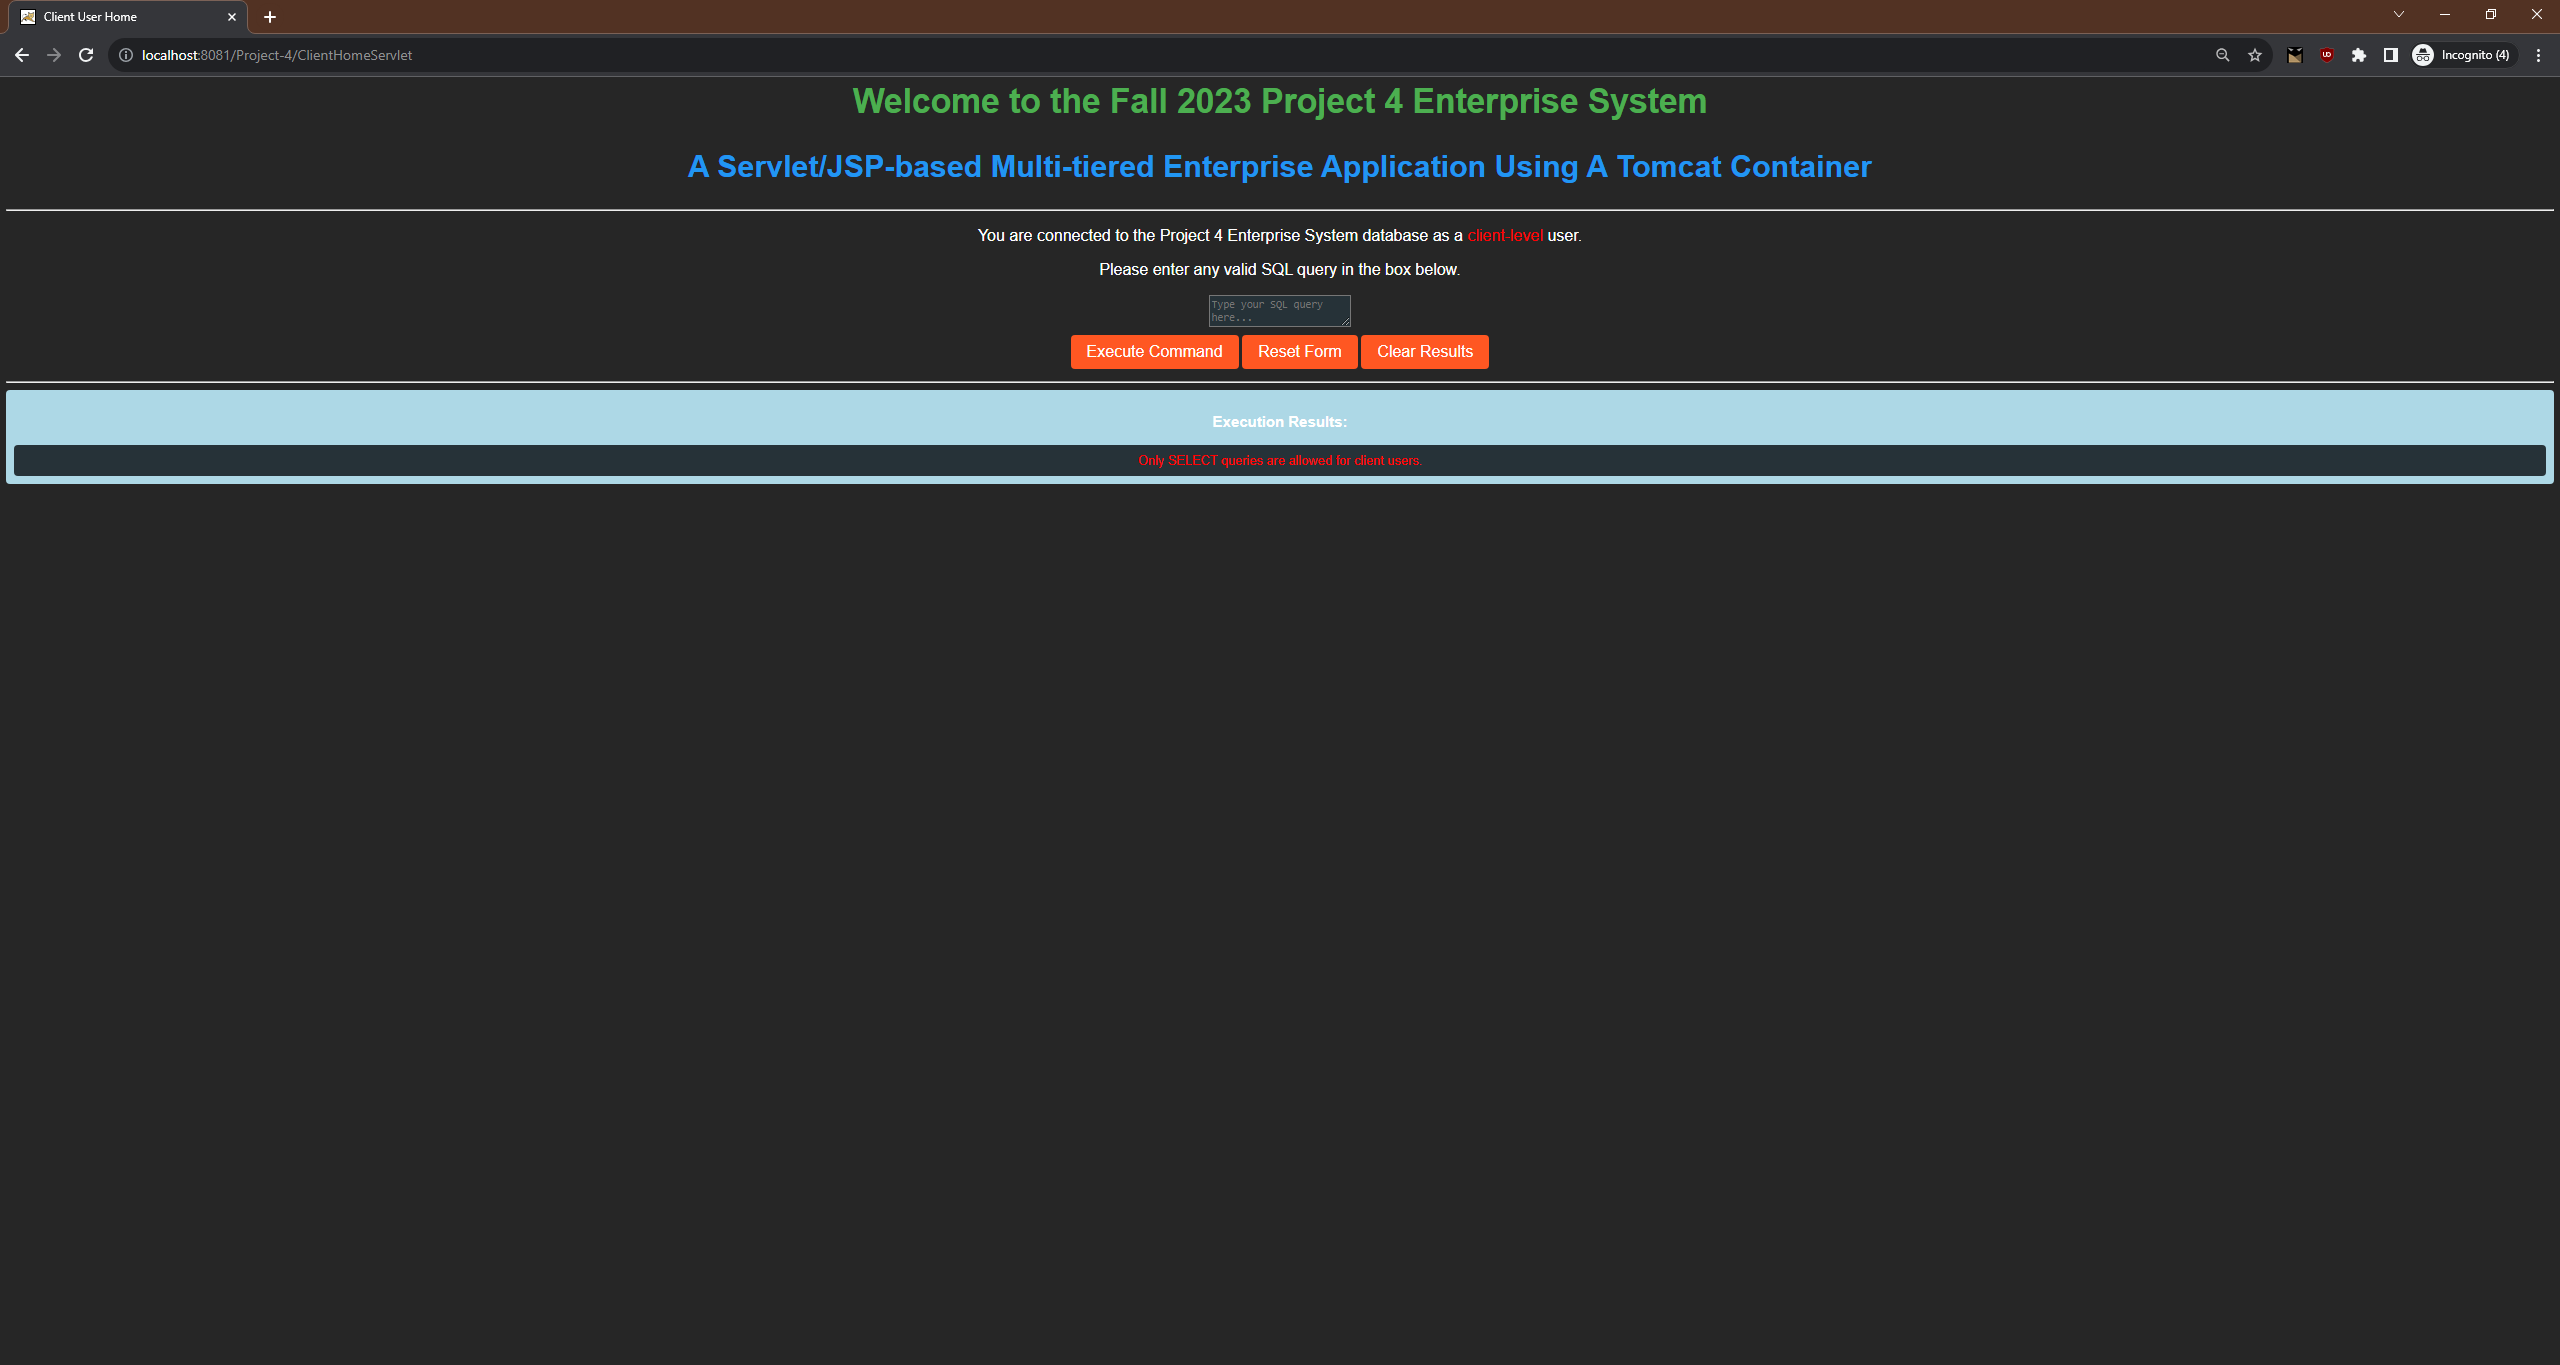 Client User Home
localhost:8081/Project-4/ClientHomeServlet
Incognito (4)
Welcome to the Fall 2023 Project 4 Enterprise System
A Servlet/JSP-based Multi-tiered Enterprise Application Using A Tomcat Container
You are connected to the Project 4 Enterprise System database as a client-level user.
Please enter any valid SQL query in the box below.
Type your SQL query
here...
Execute Command Reset Form Clear Results
Execution Results:
Only SELECT queries are allowed for client users.